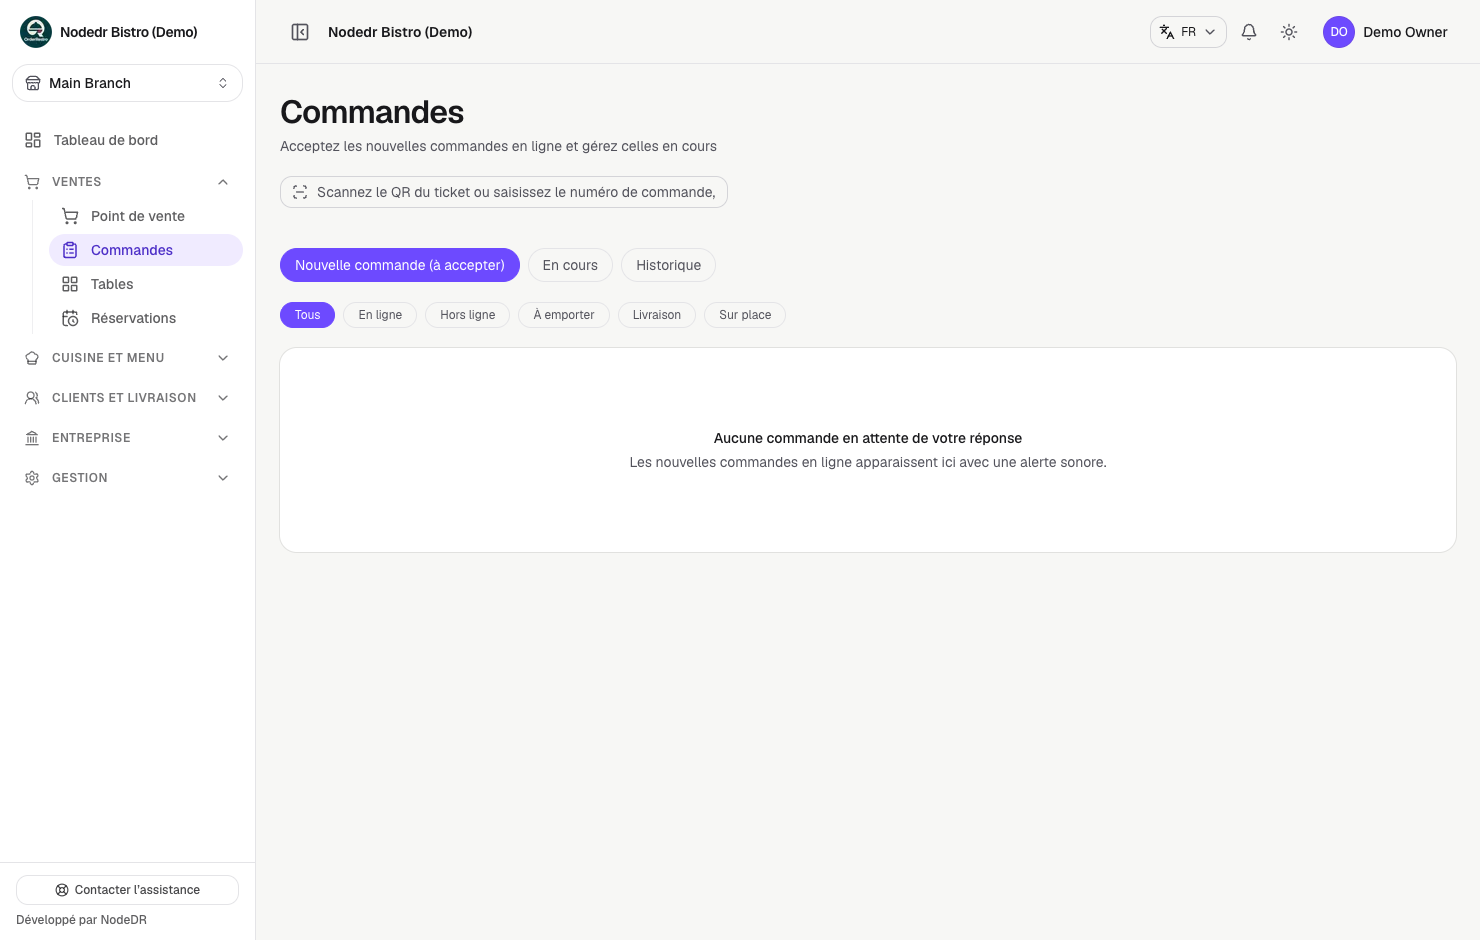 Nodedr Bistro (Demo)
Main Branch
Tableau de bord
VENTES
Point de vente
Commandes
Tables
Réservations
CUISINE ET MENU
CLIENTS ET LIVRAISON
ENTREPRISE
GESTION
Contacter l'assistance
Développé par NodeDR
Nodedr Bistro (Demo)
FR
DO
Demo Owner
Commandes
Acceptez les nouvelles commandes en ligne et gérez celles en cours
Scannez le QR du ticket ou saisissez le numéro de commande,
Nouvelle commande (à accepter)
En cours
Historique
Tous
En ligne
Hors ligne
À emporter
Livraison
Sur place
Aucune commande en attente de votre réponse
Les nouvelles commandes en ligne apparaissent ici avec une alerte sonore.